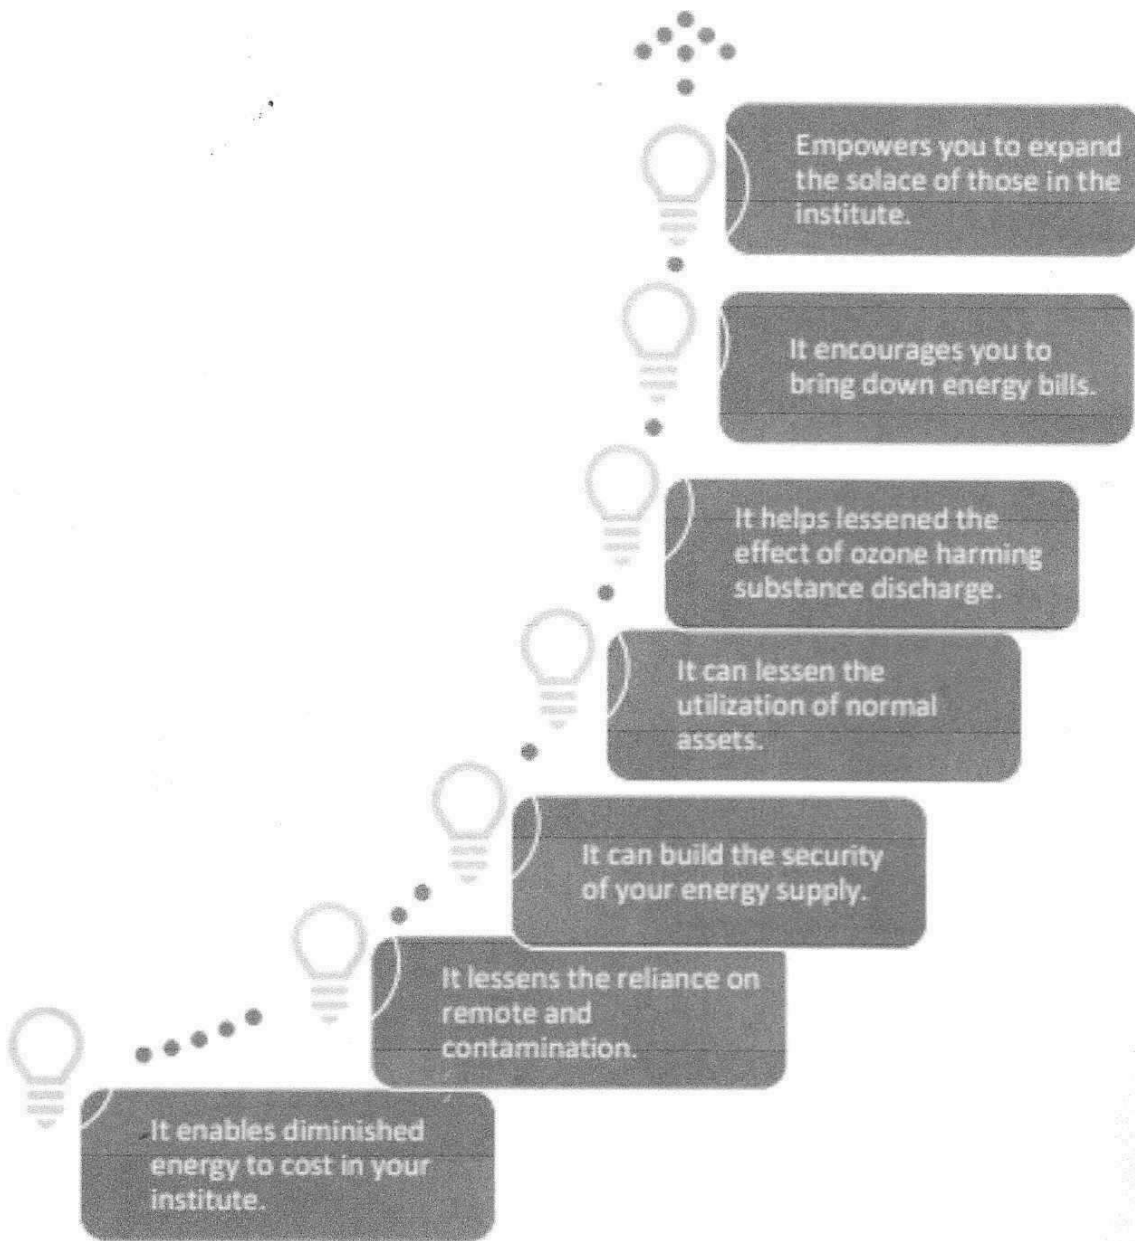 Empowers you to expand
the solace of those in the
institute.
It encourages you to
bring down energy bills.
It helps lessened the
effect of ozone harming
substance discharge.
It can lessen the
utilization of normal
assets.
It can build the security
of your energy supply.
It lessens the reliance on
remote and
contamination.
It enables diminished
energy to cost in your
institute.